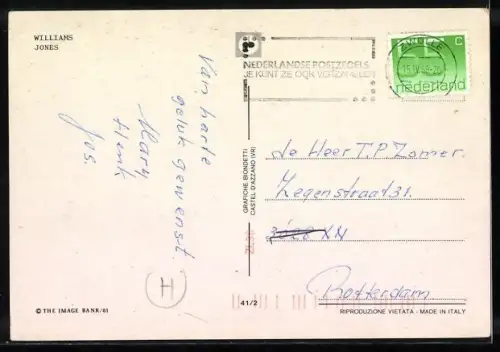 WILLIAMS
JONES
Van harte
geluk gewenst.
Mary
Henk
Jos.
© THE IMAGE BANK/81
GRAFICHE BIONDETTI
CASTEL D'AZZANO (VR)
41/2
NEDERLANDSE POSTZEGELS
JE KUNT ZE OOK VERZAMELEN
C
nederland
de Heer T.P. Zomer.
Zegenstraat 31.
XN
Rotterdam
RIPRODUZIONE VIETATA - MADE IN ITALY